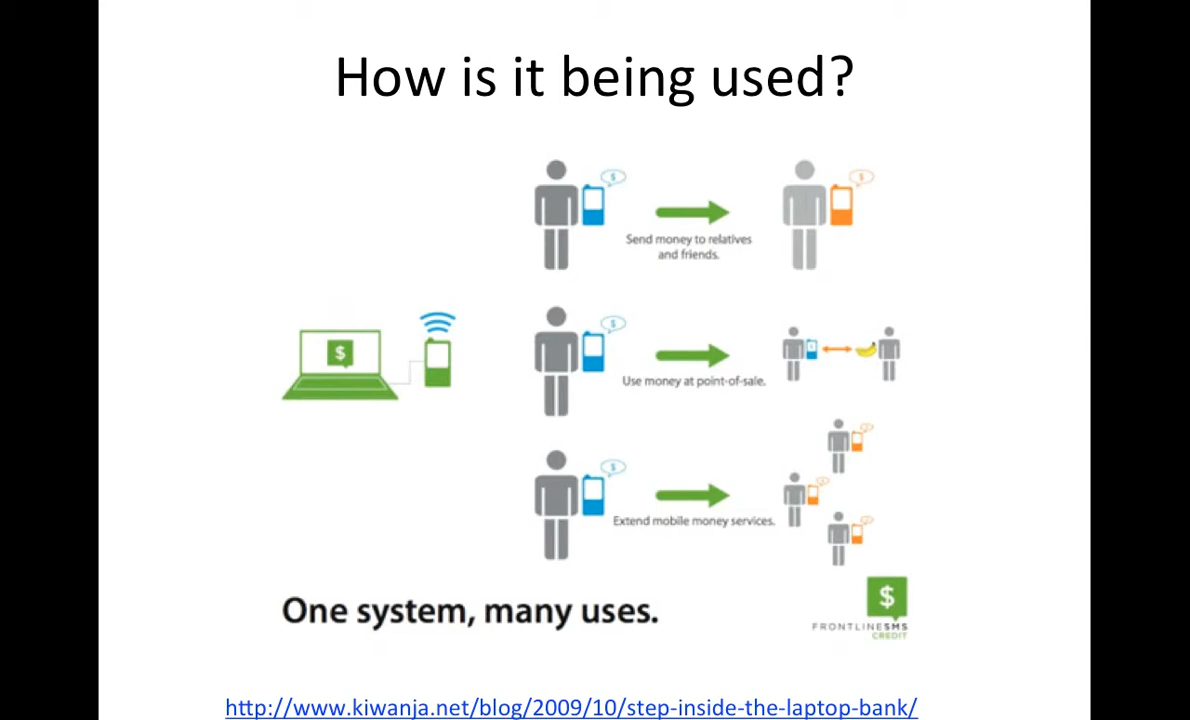 How is it being used?
$
$
Send money to relatives
and friends.
$
$
$
Use money at point-of-sale.
$
Extend mobile money services.
One system, many uses.
$
FRONTLINESMS
CREDIT
http://www.kiwanja.net/blog/2009/10/step-inside-the-laptop-bank/